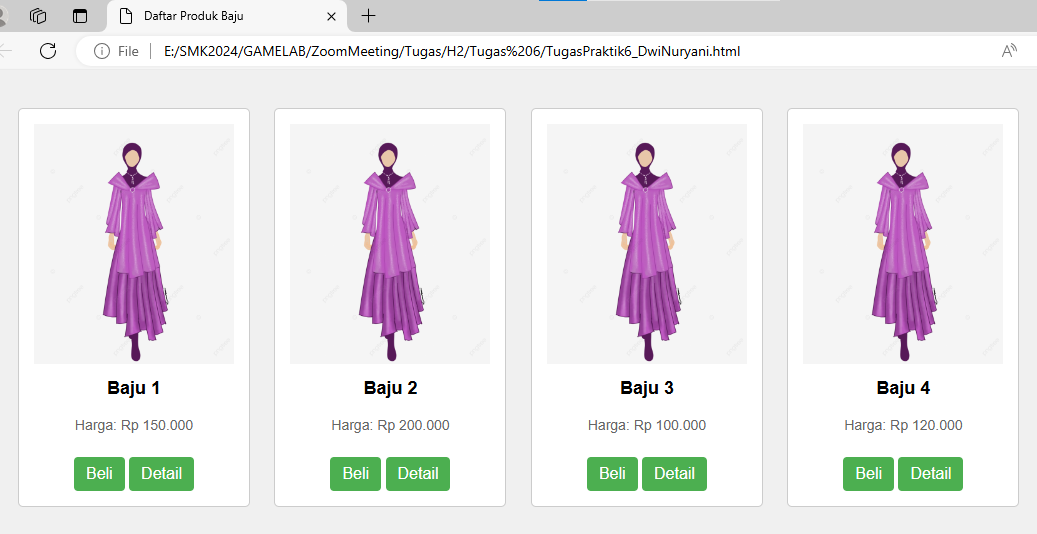 Daftar Produk Baju
File
E:/SMK2024/GAMELAB/ZoomMeeting/Tugas/H2/Tugas%206/TugasPraktik6_DwiNuryani.html
Baju 1
Baju 2
Baju 3
Baju 4
Harga: Rp 150.000
Harga: Rp 200.000
Harga: Rp 100.000
Harga: Rp 120.000
Beli Detail
Beli Detail
Beli Detail
Beli Detail